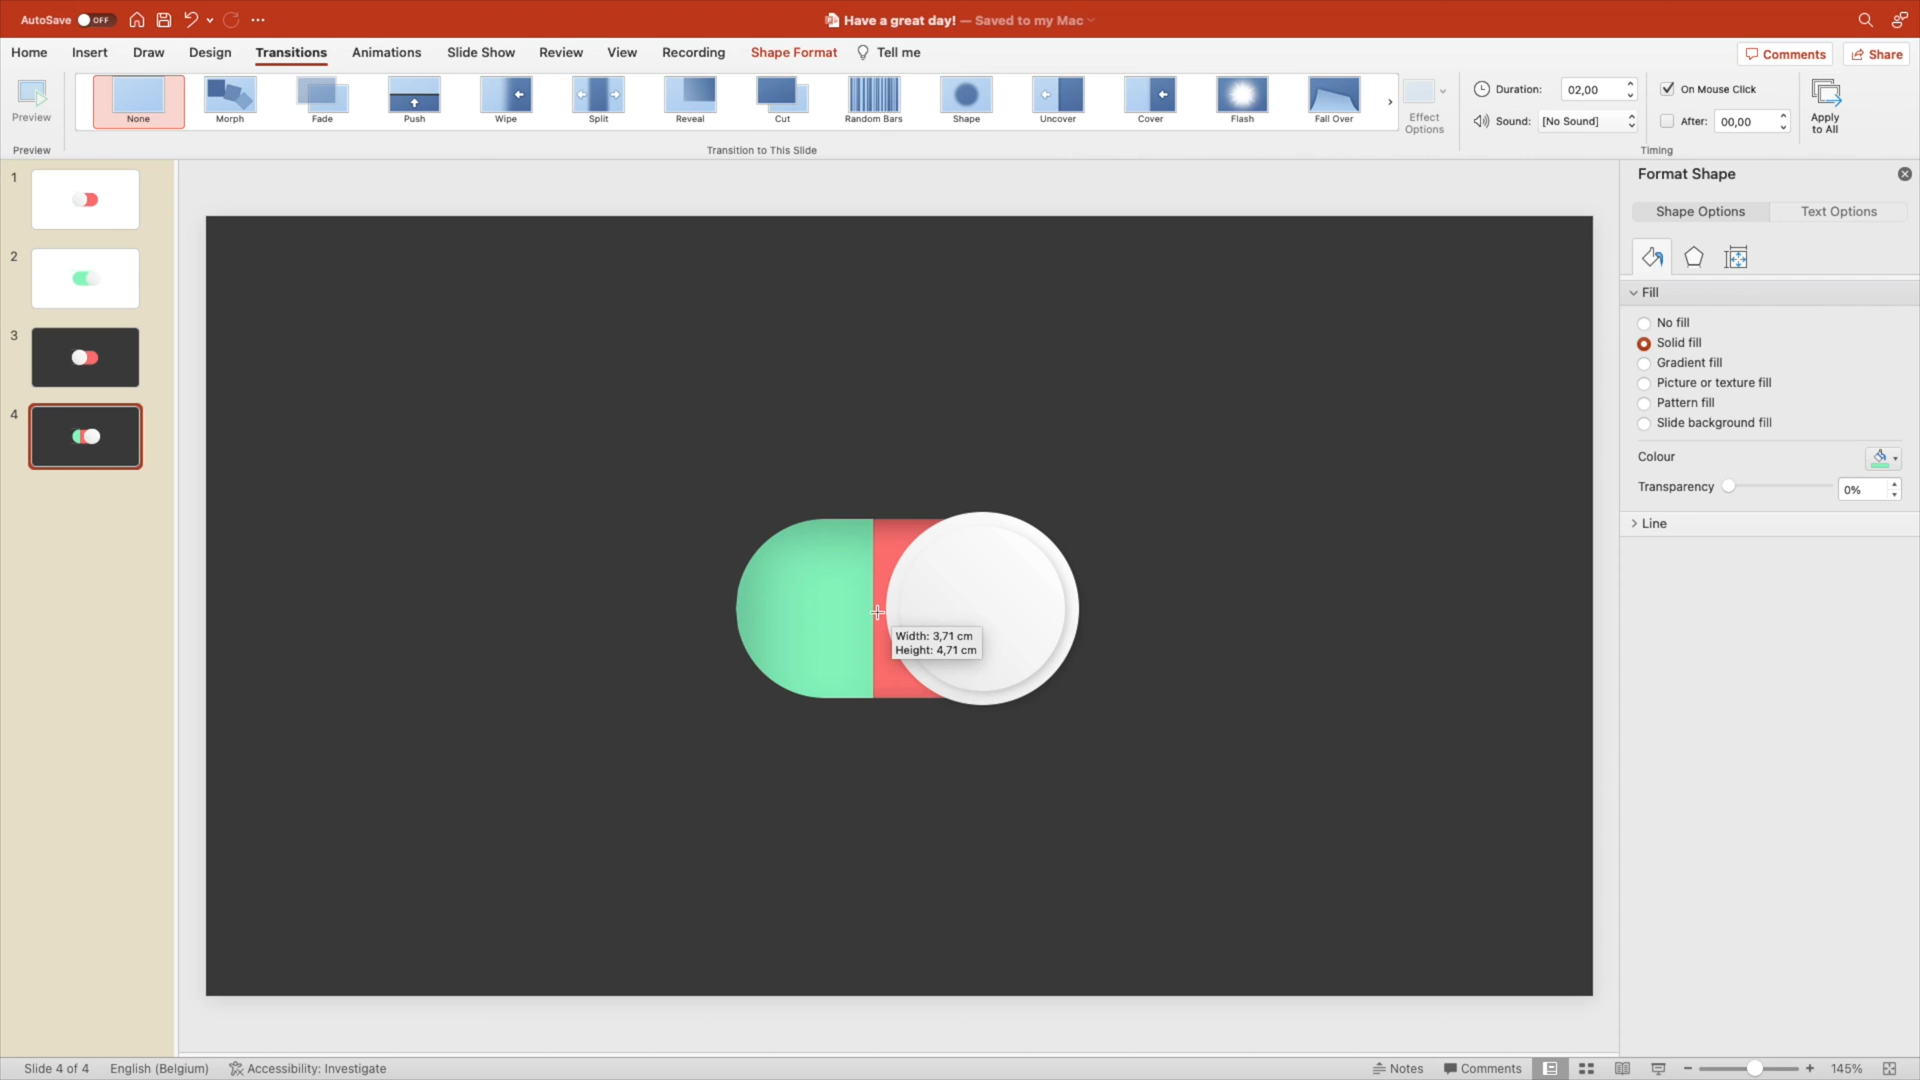 AutoSave OFF
Have a great day! — Saved to my Mac
Home Insert Draw Design Transitions Animations Slide Show Review View Recording Shape Format Tell me
Comments Share
Preview
None Morph Fade Push Wipe Split Reveal Cut Random Bars Shape Uncover Cover Flash Fall Over
Effect Options
Duration: 02,00
On Mouse Click
Sound: [No Sound]
After: 00,00
Apply to All
Preview
Transition to This Slide
Timing
1
2
3
4
Width: 3,71 cm
Height: 4,71 cm
Format Shape
Shape Options Text Options
Fill
No fill
Solid fill
Gradient fill
Picture or texture fill
Pattern fill
Slide background fill
Colour
Transparency 0%
Line
Slide 4 of 4 English (Belgium) Accessibility: Investigate
Notes Comments 145%